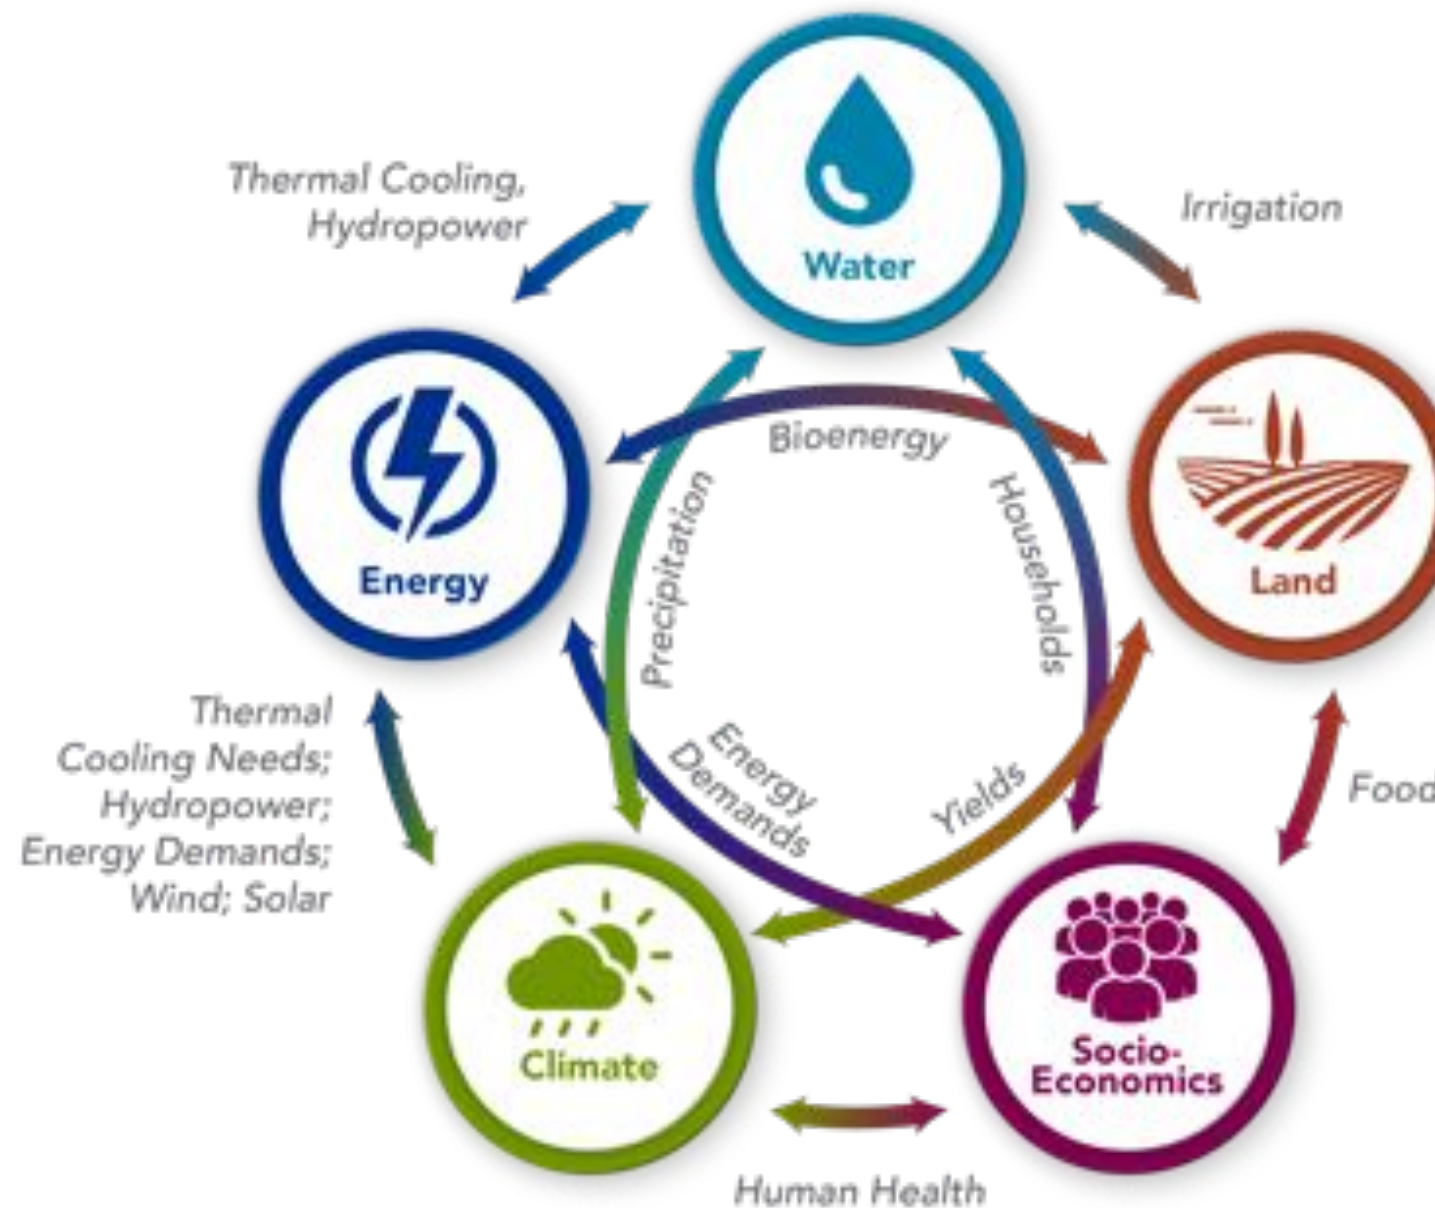 Thermal Cooling,
Hydropower
Water
Irrigation
Energy
Bioenergy
Land
Precipitation
Households
Thermal
Cooling Needs;
Hydropower;
Energy Demands;
Wind; Solar
Energy
Demands
Yields
Food
Climate
Socio-
Economics
Human Health